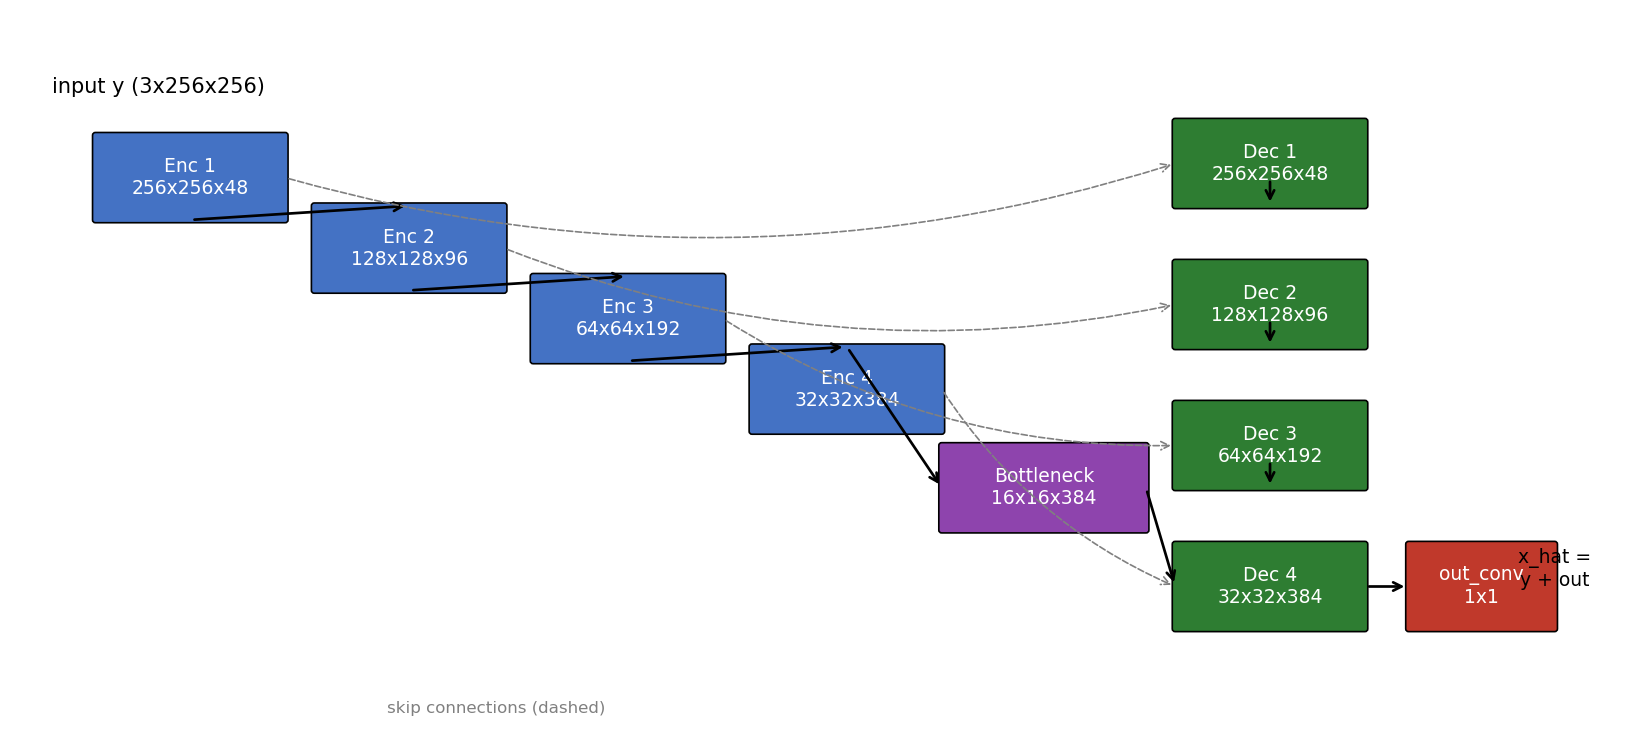 input y (3x256x256)
Enc 1
256x256x48
Enc 2
128x128x96
Enc 3
64x64x192
Enc 4
32x32x384
Bottleneck
16x16x384
Dec 1
256x256x48
Dec 2
128x128x96
Dec 3
64x64x192
Dec 4
32x32x384
out_conv
1x1
x_hat =
y + out
skip connections (dashed)